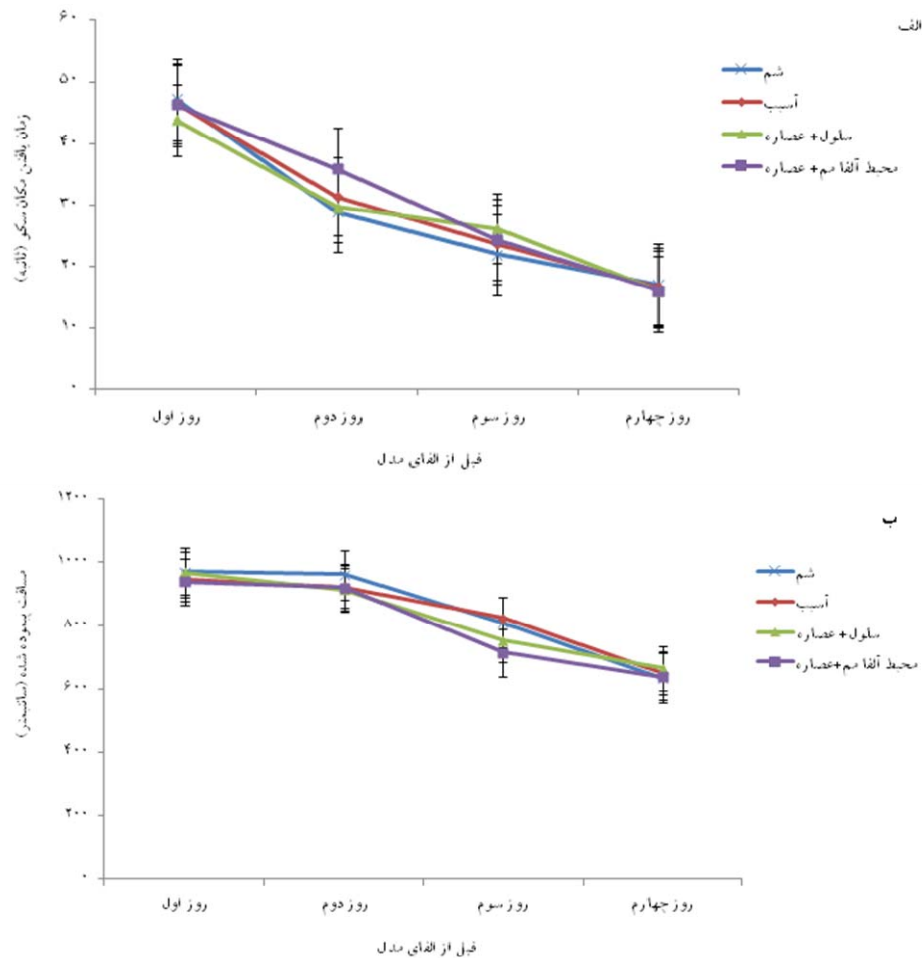 الف
زمان یافتن مکان سکو (ثانیه)
۶۰
۵۰
۴۰
۳۰
۲۰
۱۰
۰
روز اول
روز دوم
روز سوم
روز چهارم
قبل از القای مدل
شم
آسیب
سلول+ عصاره
محیط آلفا مم+ عصاره
ب
مسافت پیموده شده (سانتیمتر)
۱۲۰۰
۱۰۰۰
۸۰۰
۶۰۰
۴۰۰
۲۰۰
۰
روز اول
روز دوم
روز سوم
روز چهارم
قبل از القای مدل
شم
آسیب
سلول+ عصاره
محیط آلفا مم+عصاره